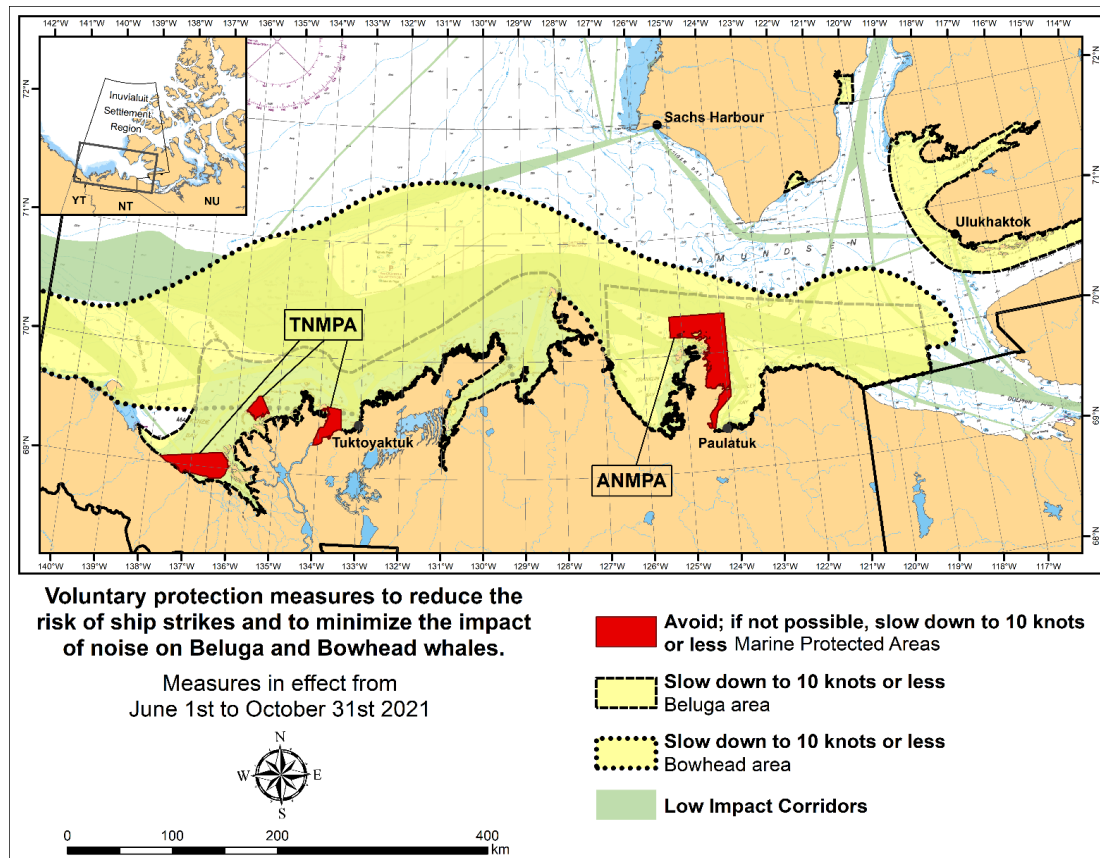 142°W 141°W 140°W 139°W 138°W 137°W 136°W 135°W 134°W 133°W 132°W 131°W 130°W 129°W 128°W 127°W 126°W 125°W 124°W 123°W 122°W 121°W 120°W 119°W 118°W 117°W 116°W 115°W 114°W
72°N
71°N
70°N
69°N
72°N
71°N
70°N
69°N
68°N
Inuvialuit
Settlement
Region
YT
NT
NU
Sachs Harbour
Ulukhaktok
AMUNDSEN
TNMPA
Tuktoyaktuk
ANMPA
Paulatuk
140°W 139°W 138°W 137°W 136°W 135°W 134°W 133°W 132°W 131°W 130°W 129°W 128°W 127°W 126°W 125°W 124°W 123°W 122°W 121°W 120°W 119°W 118°W 117°W
Voluntary protection measures to reduce the
risk of ship strikes and to minimize the impact
of noise on Beluga and Bowhead whales.
Measures in effect from
June 1st to October 31st 2021
N
W E
S
0 100 200 400
km
Avoid; if not possible, slow down to 10 knots
or less Marine Protected Areas
Slow down to 10 knots or less
Beluga area
Slow down to 10 knots or less
Bowhead area
Low Impact Corridors